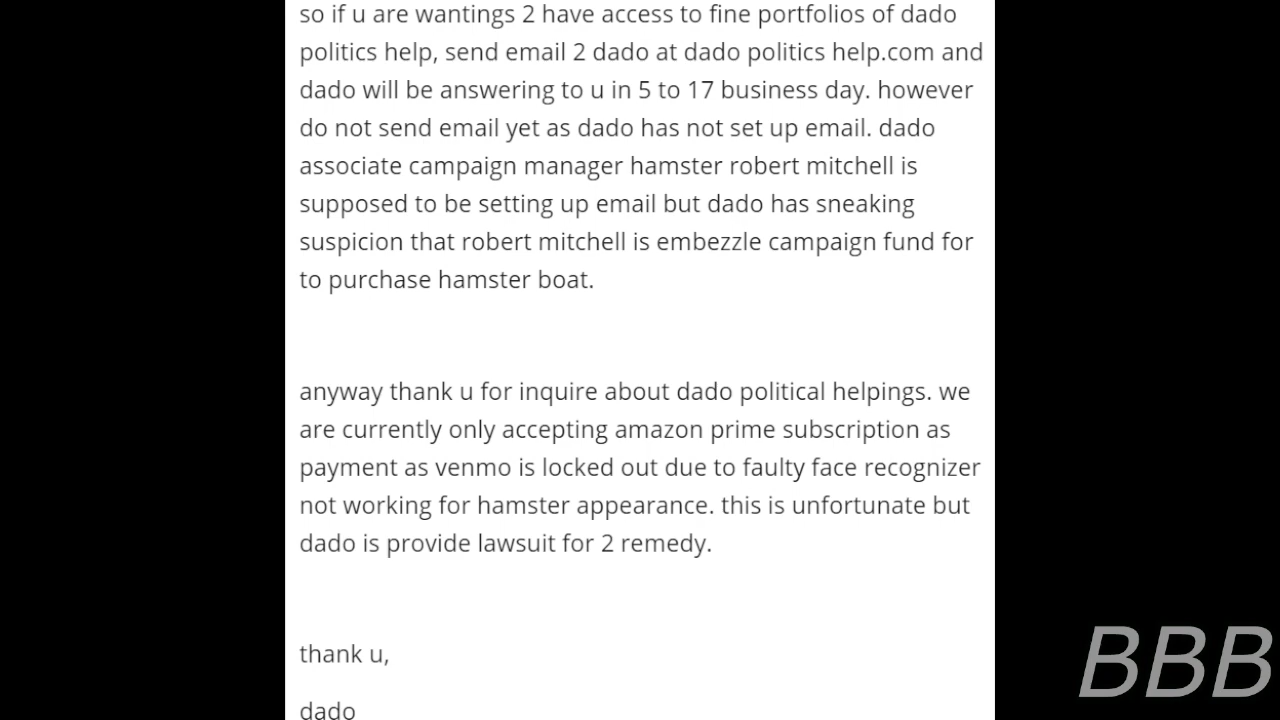 so if u are wantings 2 have access to fine portfolios of dado
politics help, send email 2 dado at dado politics help.com and
dado will be answering to u in 5 to 17 business day. however
do not send email yet as dado has not set up email. dado
associate campaign manager hamster robert mitchell is
supposed to be setting up email but dado has sneaking
suspicion that robert mitchell is embezzle campaign fund for
to purchase hamster boat.
anyway thank u for inquire about dado political helpings. we
are currently only accepting amazon prime subscription as
payment as venmo is locked out due to faulty face recognizer
not working for hamster appearance. this is unfortunate but
dado is provide lawsuit for 2 remedy.
thank u,
dado
BBB